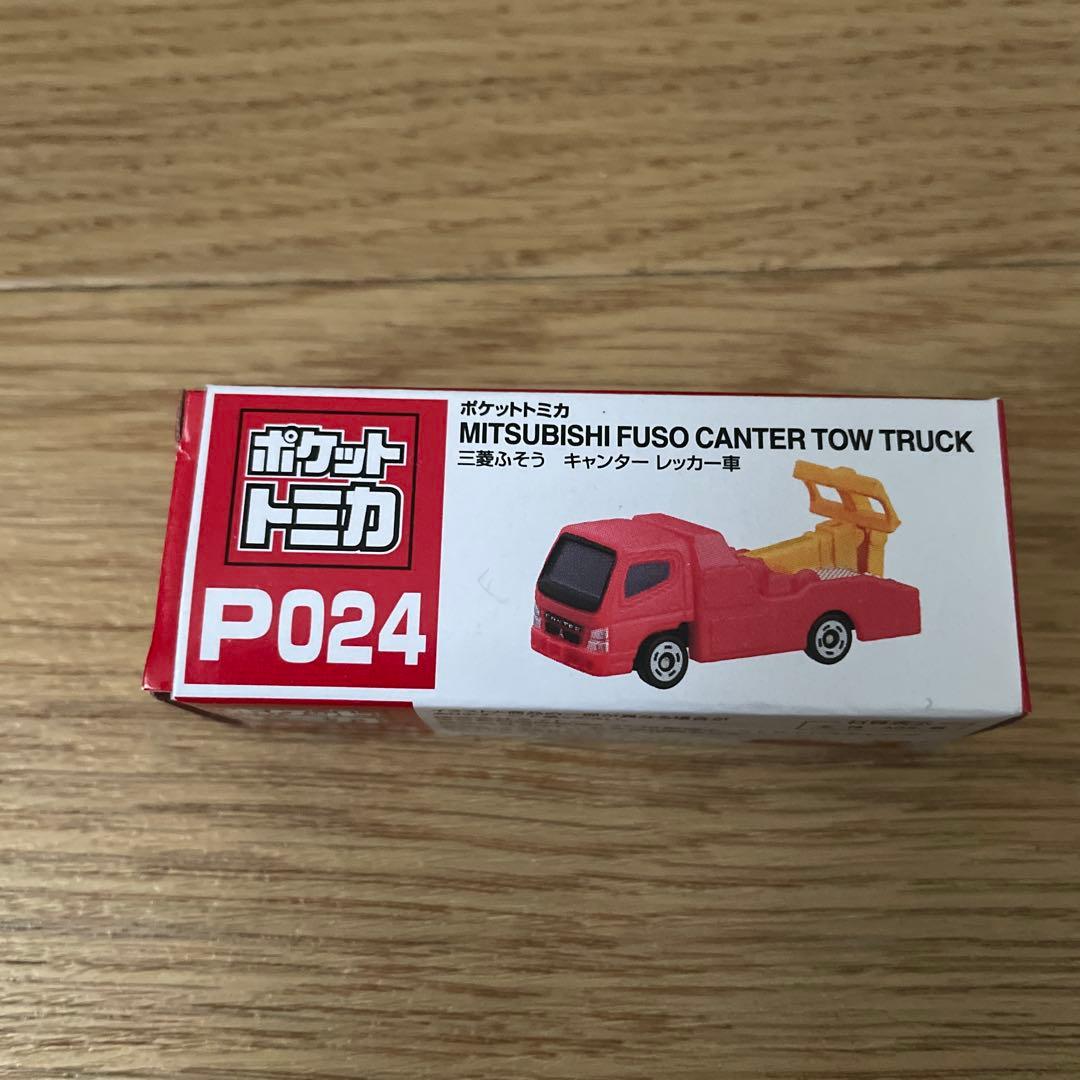 ポケット
トミカ
P024
ポケットトミカ
MITSUBISHI FUSO CANTER TOW TRUCK
三菱ふそう キャンター レッカー車
CANTER